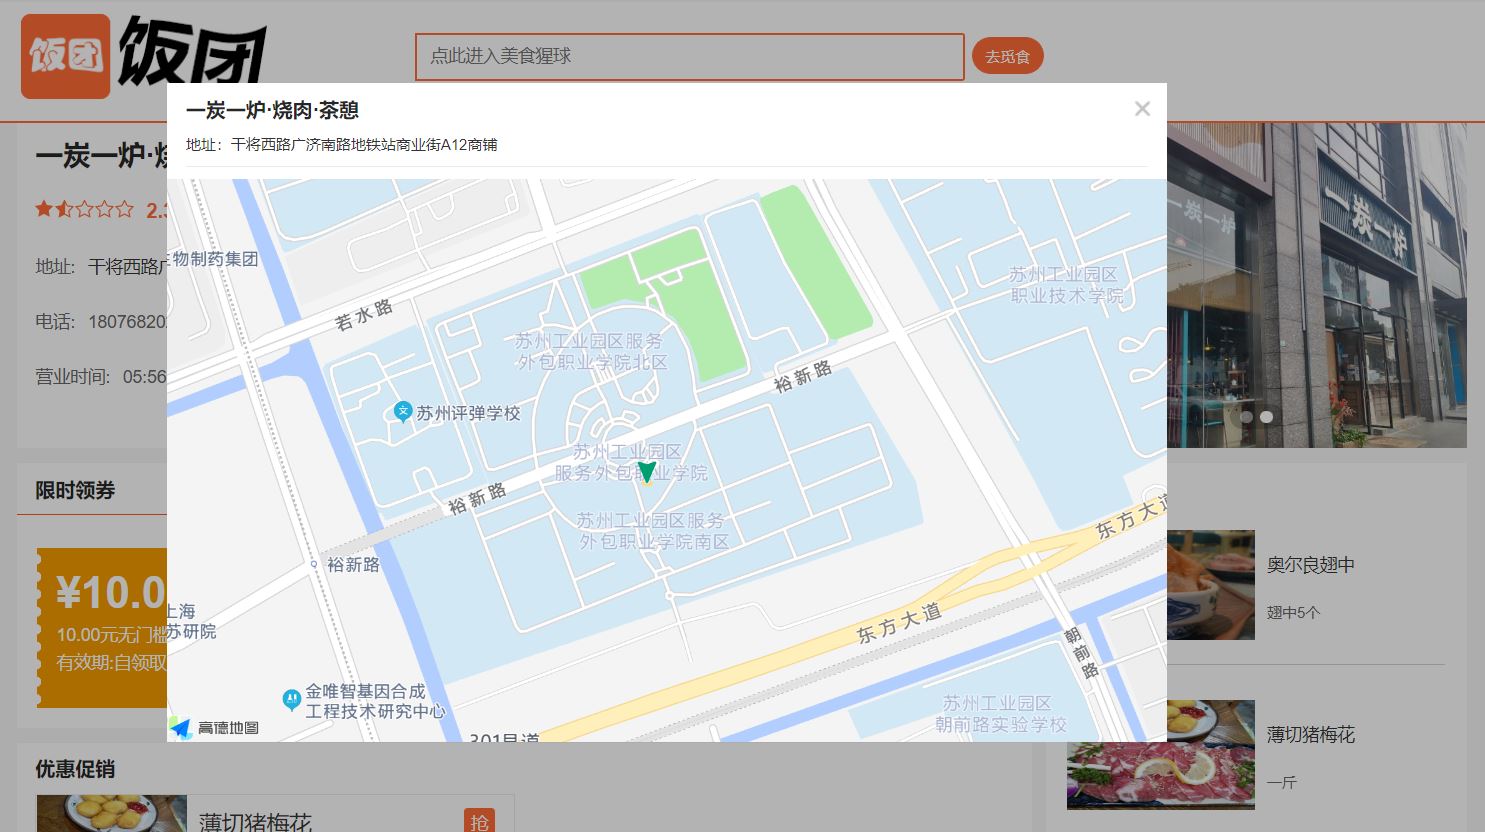 饭团
饭团
点此进入美食猩球
去觅食
一炭一炉·烧肉·茶憩
地址：干将西路广济南路地铁站商业街A12商铺
一炭一炉·烧
2.3
地址: 干将西路广
电话: 18076820
营业时间: 05:56
一炭一炉
一炭一炉
限时领券
¥10.0
10.00元无门槛
有效期:自领取
生物制药集团
若水路
苏州工业园区服务
外包职业学院北区
苏州工业园区
职业技术学院
裕新路
苏州评弹学校
苏州工业园区
服务外包职业学院
裕新路
苏州工业园区服务
外包职业学院南区
东方大道
裕新路
上海
苏研院
东方大道
朝前路
金唯智基因合成
工程技术研究中心
苏州工业园区
朝前路实验学校
高德地图
301县道
奥尔良翅中
翅中5个
薄切猪梅花
一斤
优惠促销
薄切猪梅花
抢